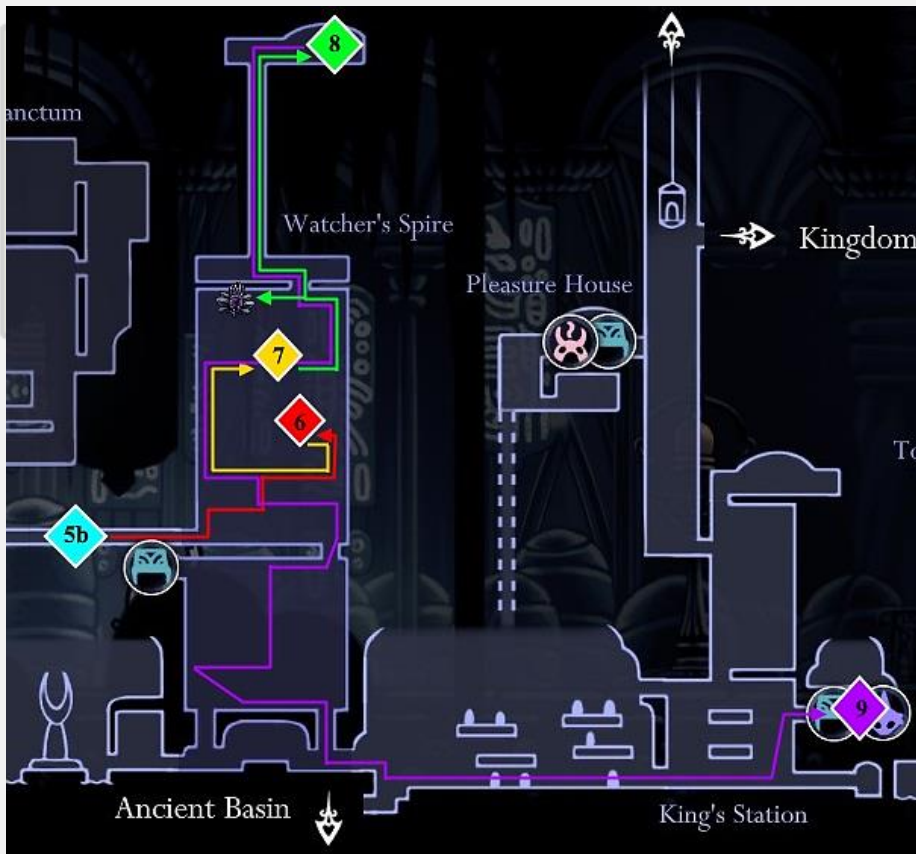 8
anctum
Watcher's Spire
Kingdom
Pleasure House
7
6
To
5b
9
Ancient Basin
King's Station